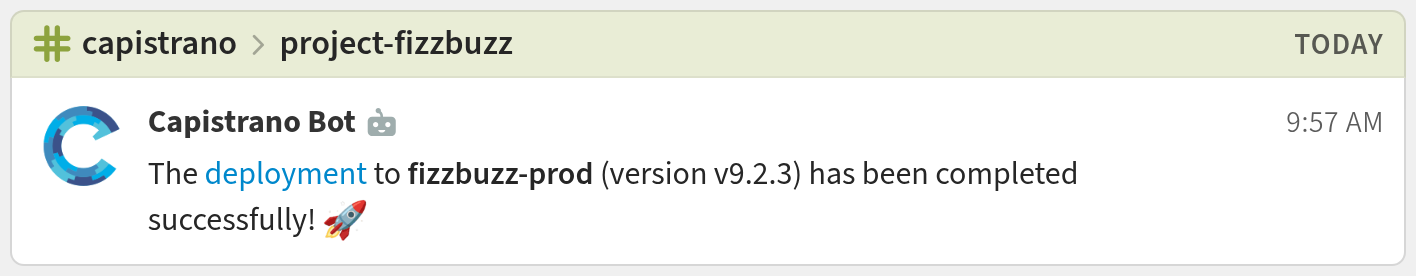 capistrano > project-fizzbuzz TODAY
Capistrano Bot 9:57 AM
The deployment to fizzbuzz-prod (version v9.2.3) has been completed
successfully! 🚀